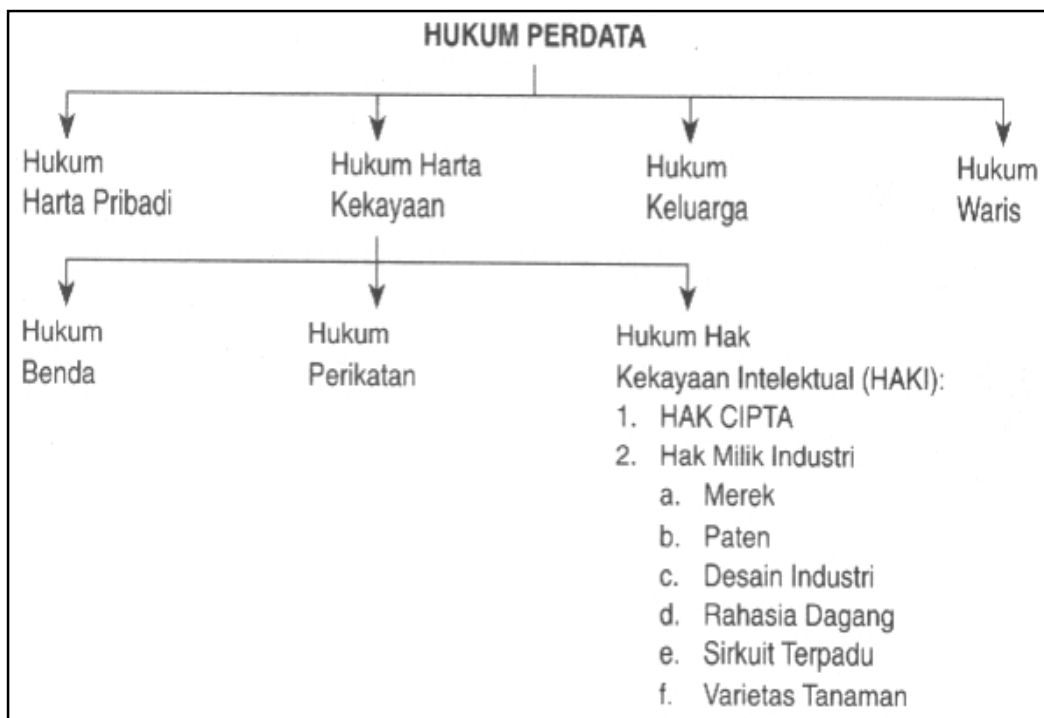 HUKUM PERDATA
Hukum
Harta Pribadi
Hukum Harta
Kekayaan
Hukum
Keluarga
Hukum
Waris
Hukum
Benda
Hukum
Perikatan
Hukum Hak
Kekayaan Intelektual (HAKI):
1. HAK CIPTA
2. Hak Milik Industri
a. Merek
b. Paten
c. Desain Industri
d. Rahasia Dagang
e. Sirkuit Terpadu
f. Varietas Tanaman